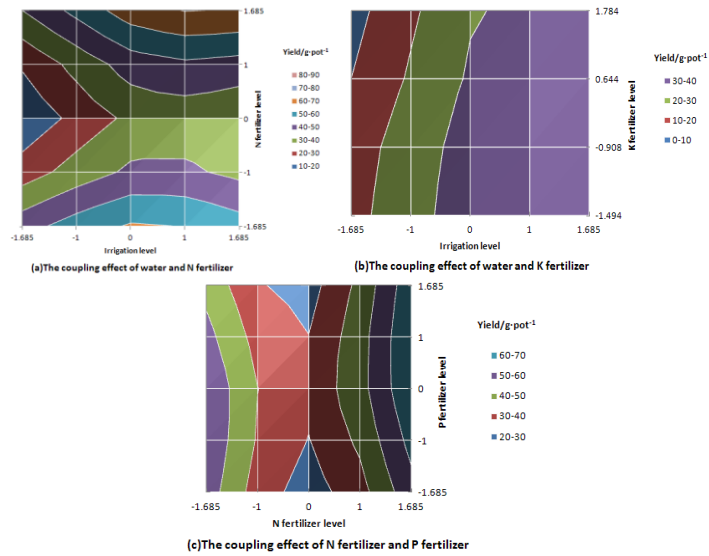 1.685
Yield/g·pot⁻¹
1
80-90
70-80
60-70
0
50-60
40-50
30-40
20-30
-1
10-20
-1.685
N fertilizer level
-1.685 -1 0 1 1.685
Irrigation level
(a)The coupling effect of water and N fertilizer
1.784
Yield/g·pot⁻¹
0.644
30-40
20-30
10-20
0-10
-0.908
-1.494
K fertilizer level
-1.685 -1 0 1 1.685
Irrigation level
(b)The coupling effect of water and K fertilizer
1.685
Yield/g·pot⁻¹
1
60-70
50-60
0
40-50
30-40
20-30
-1
-1.685
P fertilizer level
-1.685 -1 0 1 1.685
N fertilizer level
(c)The coupling effect of N fertilizer and P fertilizer